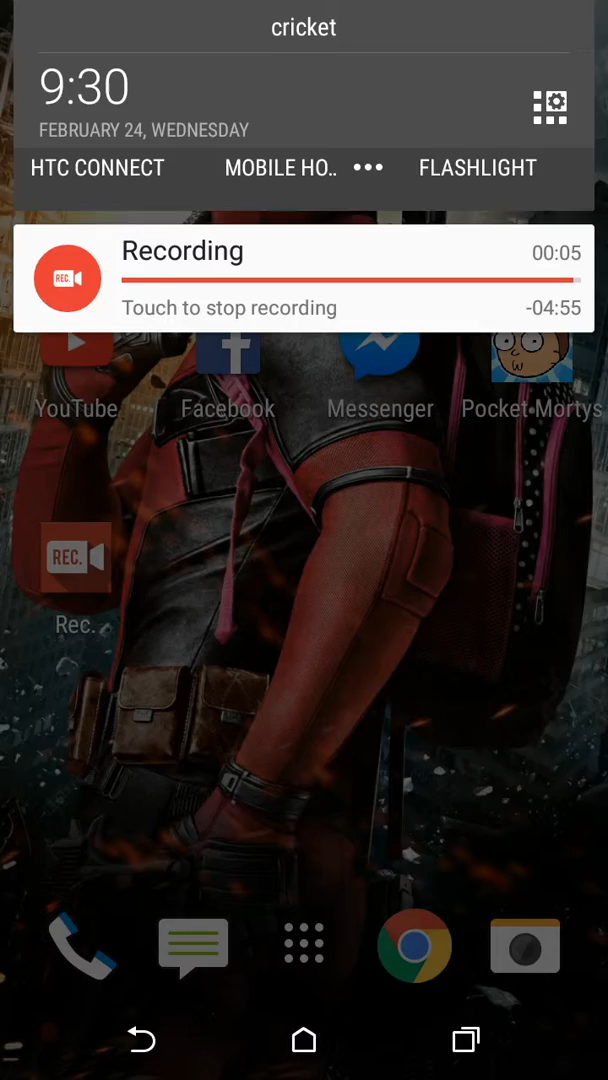 cricket
9:30
FEBRUARY 24, WEDNESDAY
HTC CONNECT MOBILE HO.. ••• FLASHLIGHT
Recording 00:05
REC.
Touch to stop recording -04:55
YouTube Facebook Messenger Pocket Mortys
REC.
Rec.